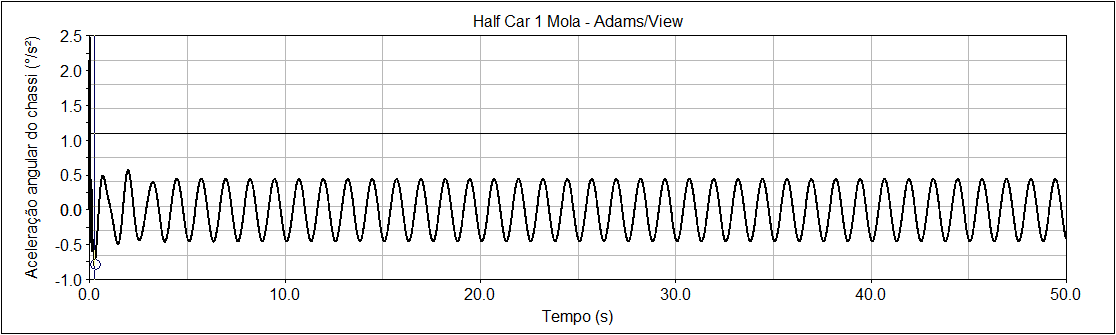 Half Car 1 Mola - Adams/View
Aceleração angular do chassi (°/s²)
2.5
2.0
1.5
1.0
0.5
0.0
-0.5
-1.0
0.0 10.0 20.0 30.0 40.0 50.0
Tempo (s)